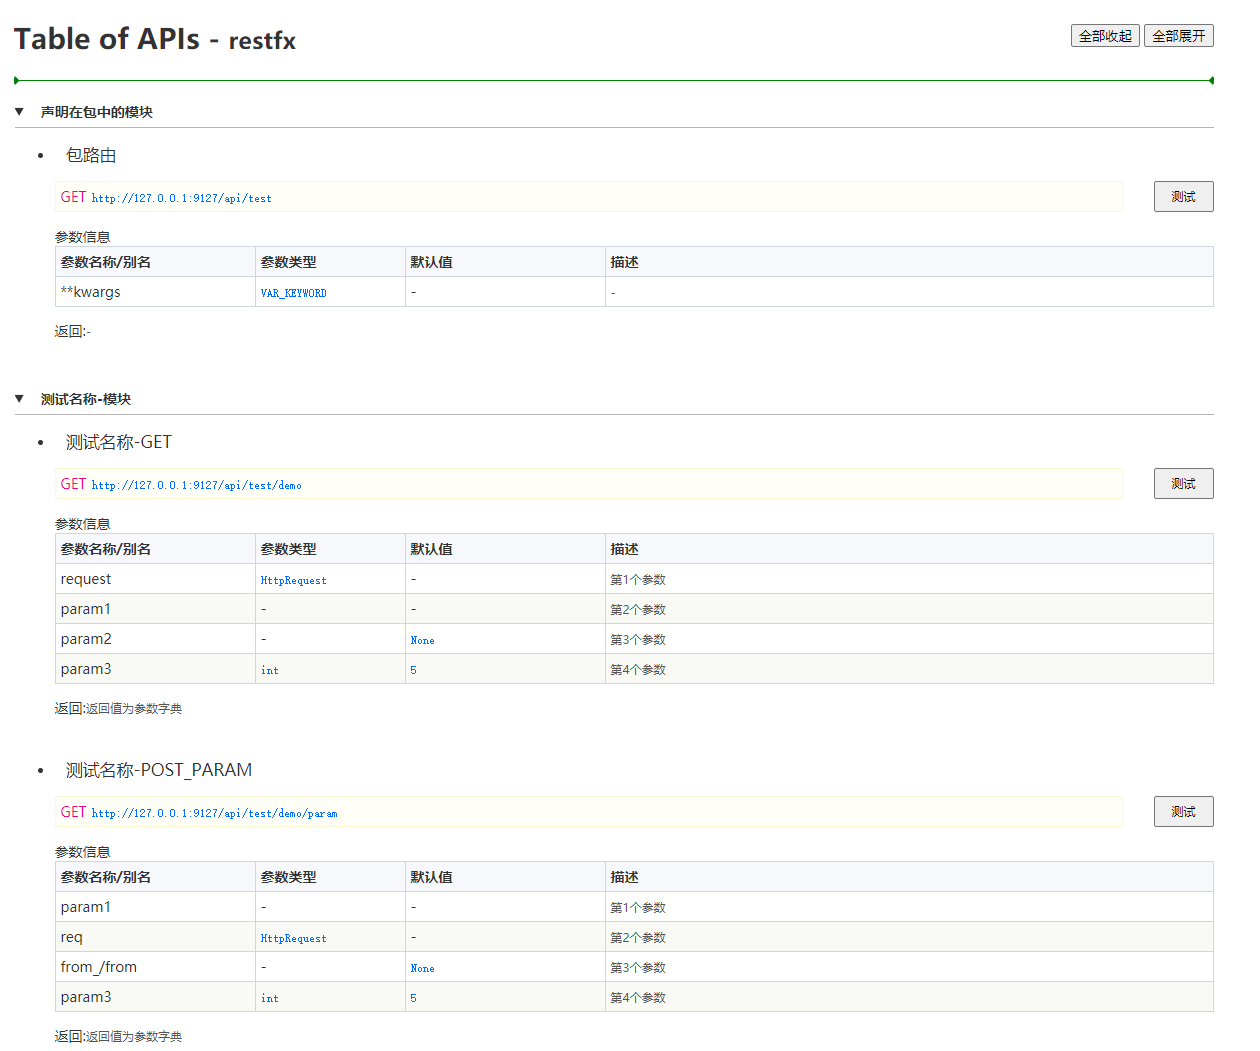 Table of APIs - restfx
全部收起 全部展开
▼ 声明在包中的模块
• 包路由
GET http://127.0.0.1:9127/api/test 测试
参数信息
参数名称/别名 参数类型 默认值 描述
**kwargs VAR_KEYWORD - -
返回:-
▼ 测试名称-模块
• 测试名称-GET
GET http://127.0.0.1:9127/api/test/demo 测试
参数信息
参数名称/别名 参数类型 默认值 描述
request HttpRequest - 第1个参数
param1 - - 第2个参数
param2 - None 第3个参数
param3 int 5 第4个参数
返回:返回值为参数字典
• 测试名称-POST_PARAM
GET http://127.0.0.1:9127/api/test/demo/param 测试
参数信息
参数名称/别名 参数类型 默认值 描述
param1 - - 第1个参数
req HttpRequest - 第2个参数
from_/from - None 第3个参数
param3 int 5 第4个参数
返回:返回值为参数字典